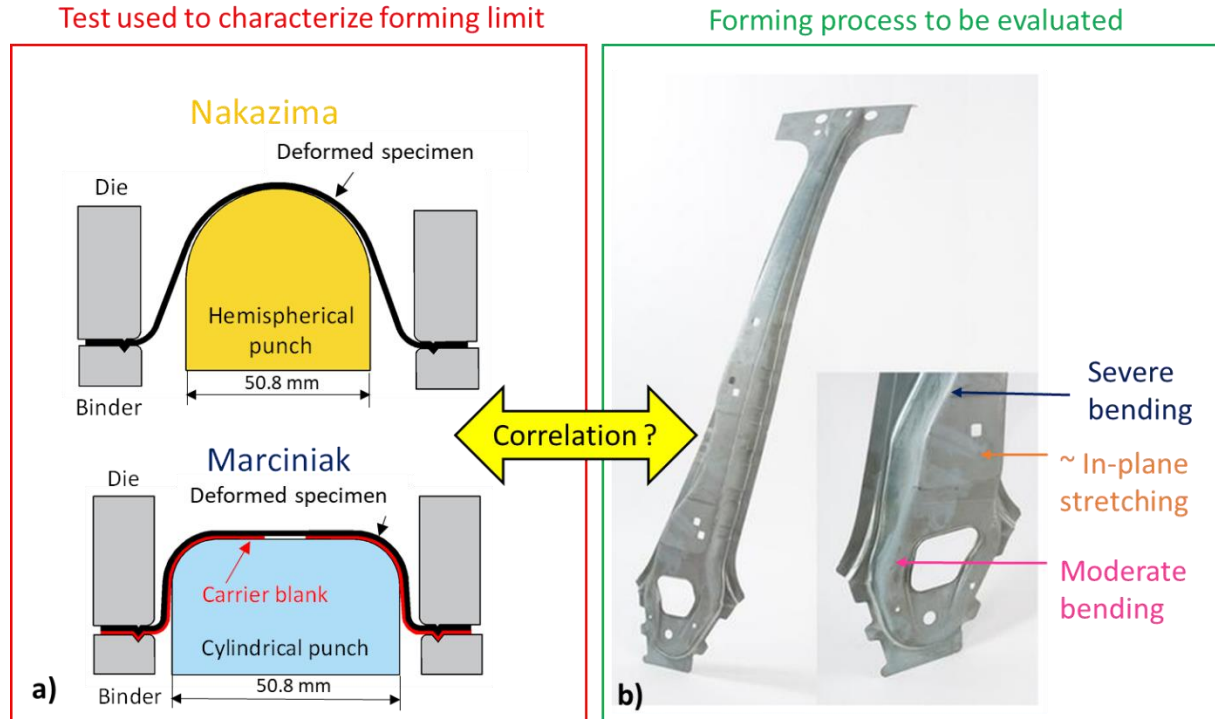 Test used to characterize forming limit
Forming process to be evaluated
Nakazima
Deformed specimen
Die
Hemispherical
punch
50.8 mm
Binder
Correlation ?
Marciniak
Deformed specimen
Die
Carrier blank
Cylindrical punch
50.8 mm
Binder
a)
Severe
bending
~ In-plane
stretching
Moderate
bending
b)